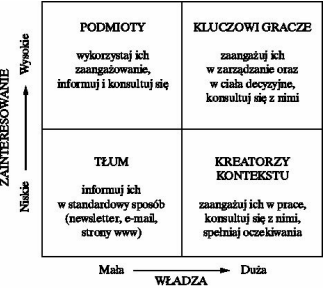 ZAINTERESOWANIE
Wysokie
Niskie
PODMIOTY
wykorzystaj ich
zaangażowanie,
informuj i konsultuj się
KLUCZOWI GRACZE
zaangażuj ich
w zarządzanie oraz
w ciała decyzyjne,
konsultuj się z nimi
TŁUM
informuj ich
w standardowy sposób
(newsletter, e-mail,
strony www)
KREATORZY
KONTEKSTU
zaangażuj ich w prace,
konsultuj się z nimi,
spełniaj oczekiwania
Mała
Duża
WŁADZA